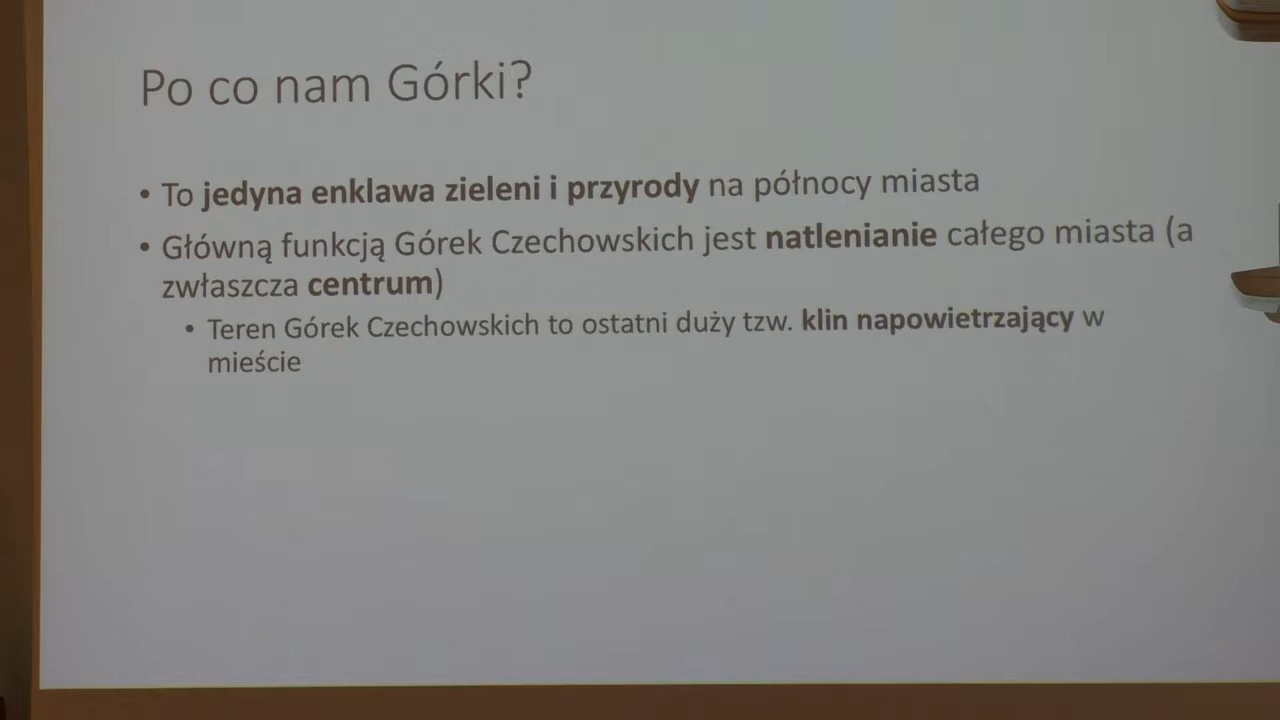 Po co nam Górki?
• To jedyna enklawa zieleni i przyrody na północy miasta
• Główną funkcją Górek Czechowskich jest natlenianie całego miasta (a
zwłaszcza centrum)
• Teren Górek Czechowskich to ostatni duży tzw. klin napowietrzający w
mieście